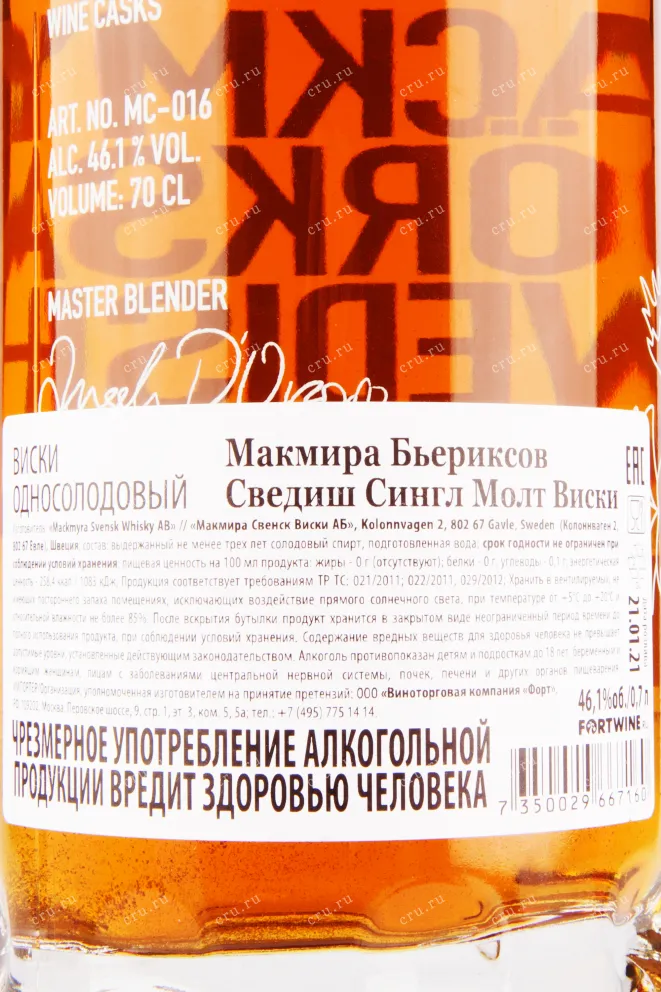 WINE CASKS
ART. NO. MC-016
ALC. 46.1 % VOL.
VOLUME: 70 CL
MASTER BLENDER
ВИСКИ
ОДНОСОЛОДОВЫЙ
Макмира Бьериксов
Сведиш Сингл Молт Виски
EAC
Изготовитель «Mackmyra Svensk Whisky AB» // «Макмира Свенск Виски АБ», Kolonnvagen 2, 802 67 Gavle, Sweden (Колоннваген 2,
802 67 Евле), Швеция. состав: выдержанный не менее трех лет солодовый спирт, подготовленная вода; срок годности не ограничен при
соблюдении условий хранения. пищевая ценность на 100 мл продукта: жиры - 0 г (отсутствуют); белки - 0 г, углеводы - 0,1 г; энергетическая
ценность - 258,4 ккал / 1085 кДж. Продукция соответствует требованиям ТР ТС: 021/2011; 022/2011, 029/2012; Хранить в вентилируемых, не
имеющих постороннего запаха помещениях, исключающих воздействие прямого солнечного света, при температуре от −5°С до +20°С и
относительной влажности не более 85%. После вскрытия бутылки продукт хранится в закрытом виде неограниченный период времени до
полного использования продукта, при соблюдении условий хранения. Содержание вредных веществ для здоровья человека не превышает
допустимые уровни, установленные действующим законодательством. Алкоголь противопоказан детям и подросткам до 18 лет, беременным и
кормящим женщинам, лицам с заболеваниями центральной нервной системы, почек, печени и других органов пищеварения.
ИМПОРТЕР/Организация, уполномоченная изготовителем на принятие претензий: ООО «Виноторговая компания «Форт»,
РФ, 109202, Москва, Перовское шоссе, 9, стр. 1, эт. 3, ком. 5, 5а; тел.: +7 (495) 775 14 14.
21.01.21
46,1%об./0,7л
FORTWINE
ЧРЕЗМЕРНОЕ УПОТРЕБЛЕНИЕ АЛКОГОЛЬНОЙ
ПРОДУКЦИИ ВРЕДИТ ЗДОРОВЬЮ ЧЕЛОВЕКА
7 350029 667160
cru.ru